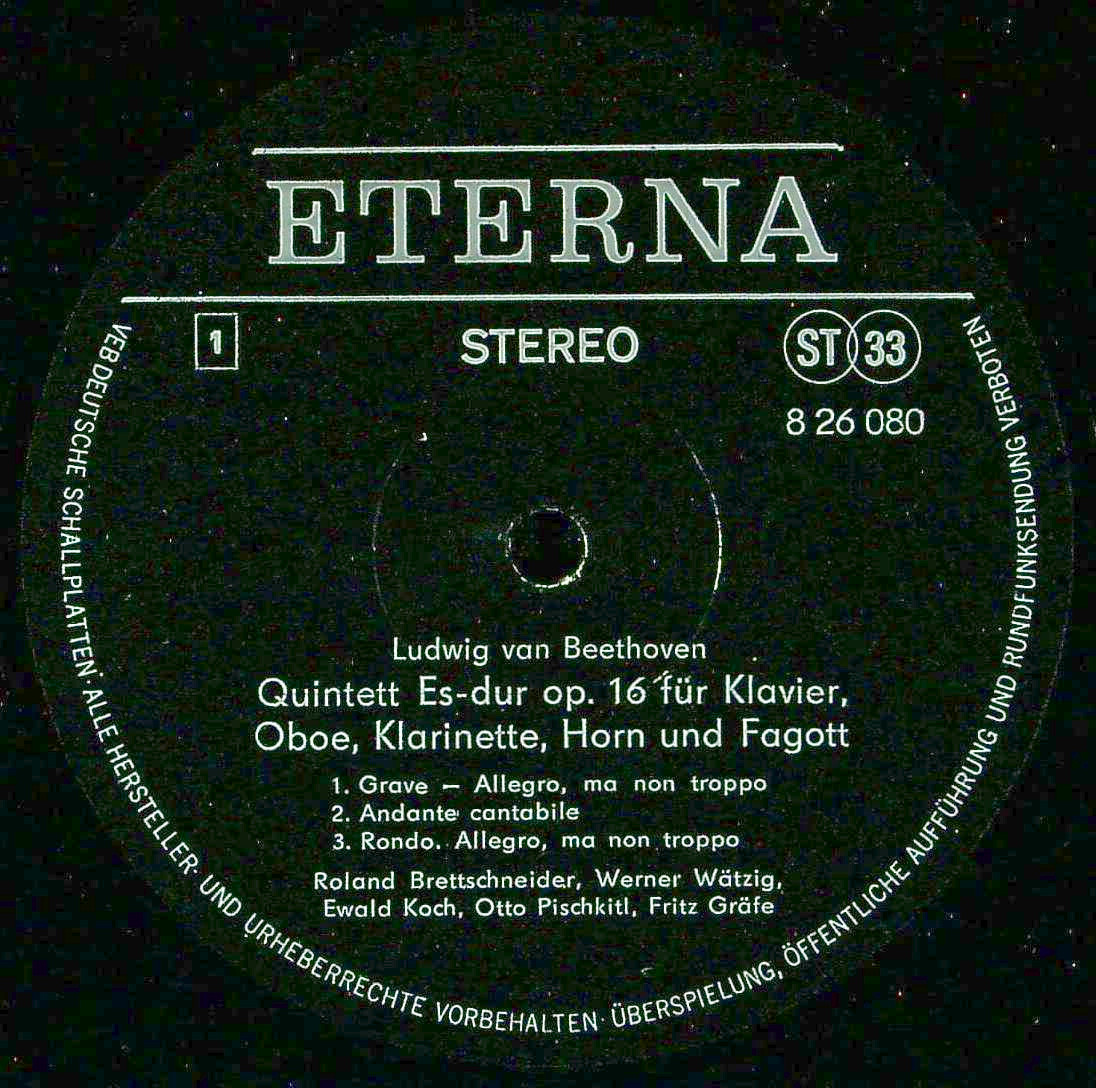 ETERNA
1
STEREO
ST 33
8 26 080
Ludwig van Beethoven
Quintett Es-dur op. 16 für Klavier,
Oboe, Klarinette, Horn und Fagott
1. Grave – Allegro, ma non troppo
2. Andante cantabile
3. Rondo. Allegro, ma non troppo
Roland Brettschneider, Werner Wätzig,
Ewald Koch, Otto Pischkitl, Fritz Gräfe
VEB DEUTSCHE SCHALLPLATTEN · ALLE HERSTELLER- UND URHEBERRECHTE VORBEHALTEN · ÜBERSPIELUNG, ÖFFENTLICHE AUFFÜHRUNG UND RUNDFUNKSENDUNG VERBOTEN